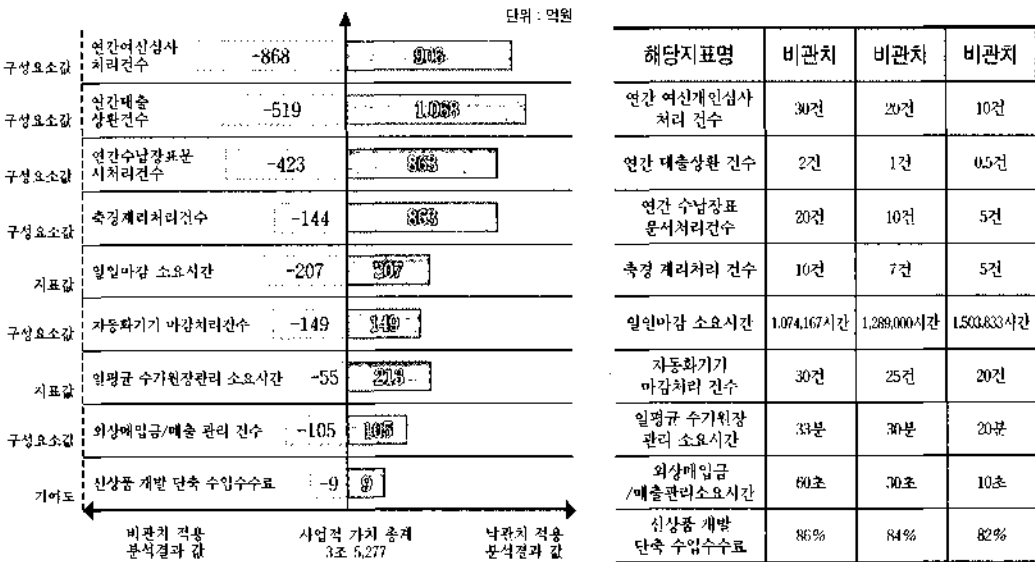 단위 : 억원
구성요소값
연간여신심사
처리건수
-868
906
구성요소값
연간대출
상환건수
-519
1,068
구성요소값
연간수납장표문
서처리건수
-423
868
구성요소값
축경계리처리건수
-144
868
지표값
일일마감 소요시간
-207
207
구성요소값
자동화기기 마감처리건수
-149
149
지표값
일평균 수기원장관리 소요시간
-55
213
구성요소값
외상매입금/매출 관리 건수
-105
105
기여도
신상품 개발 단축 수입수수료
-9
9
비관치 적용
분석결과 값
사업적 가치 총계
3조 5,277
낙관치 적용
분석결과 값
해당지표명 비관치 비관치 비관치
연간 여신개인심사
처리 건수
30건 20건 10건
연간 대출상환 건수 2건 1건 0.5건
연간 수납장표
문서처리건수
20건 10건 5건
축경 계리처리 건수 10건 7건 5건
일일마감 소요시간 1,074,167시간 1,289,000시간 1,503,833시간
자동화기기
마감처리 건수
30건 25건 20건
일평균 수기원장
관리 소요시간
33분 30분 20분
외상매입금
/매출관리소요시간
60초 30초 10초
신상품 개발
단축 수입수수료
86% 84% 82%